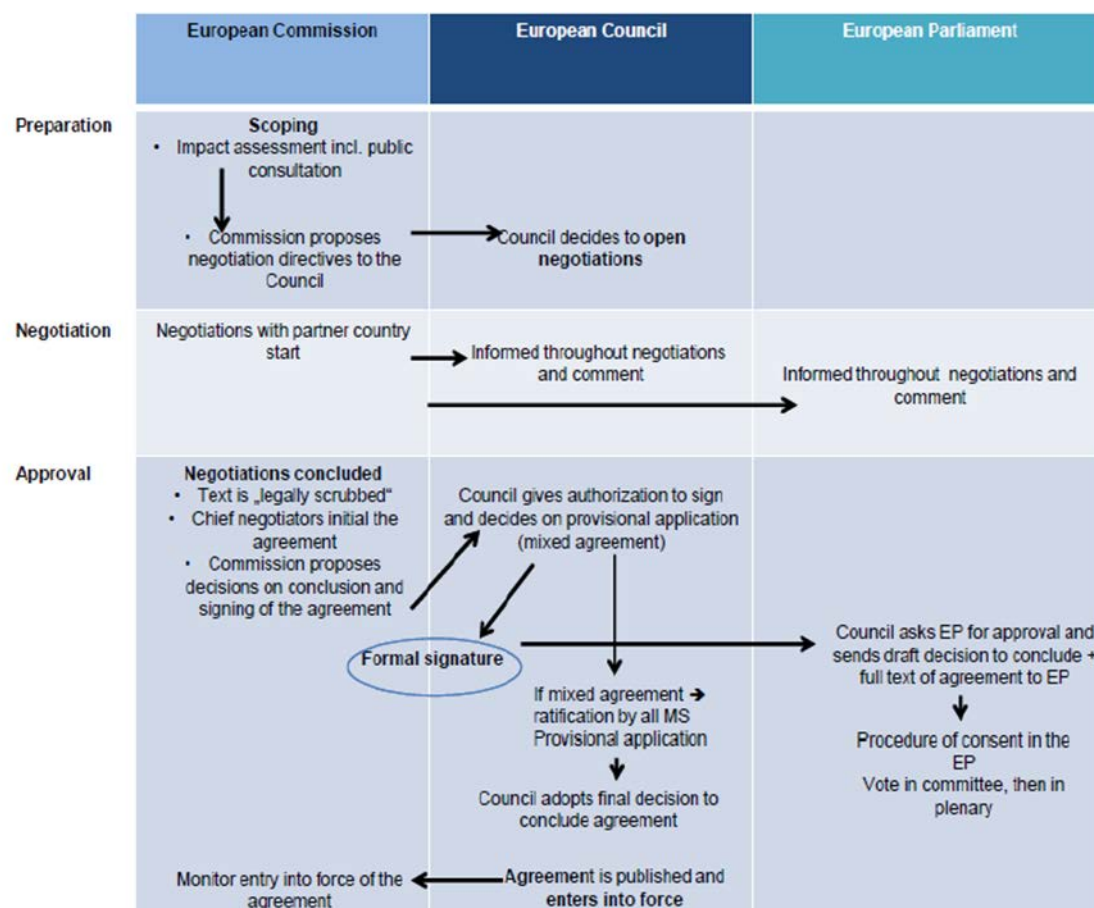 European Commission
European Council
European Parliament
Preparation
Scoping
• Impact assessment incl. public
consultation
• Commission proposes
negotiation directives to the
Council
Council decides to open
negotiations
Negotiation
Negotiations with partner country
start
Informed throughout negotiations
and comment
Informed throughout negotiations and
comment
Approval
Negotiations concluded
• Text is „legally scrubbed“
• Chief negotiators initial the
agreement
• Commission proposes
decisions on conclusion and
signing of the agreement
Council gives authorization to sign
and decides on provisional application
(mixed agreement)
Formal signature
If mixed agreement ➔
ratification by all MS
Provisional application
Council adopts final decision to
conclude agreement
Council asks EP for approval and
sends draft decision to conclude +
full text of agreement to EP
Procedure of consent in the
EP
Vote in committee, then in
plenary
Monitor entry into force of the
agreement
Agreement is published and
enters into force